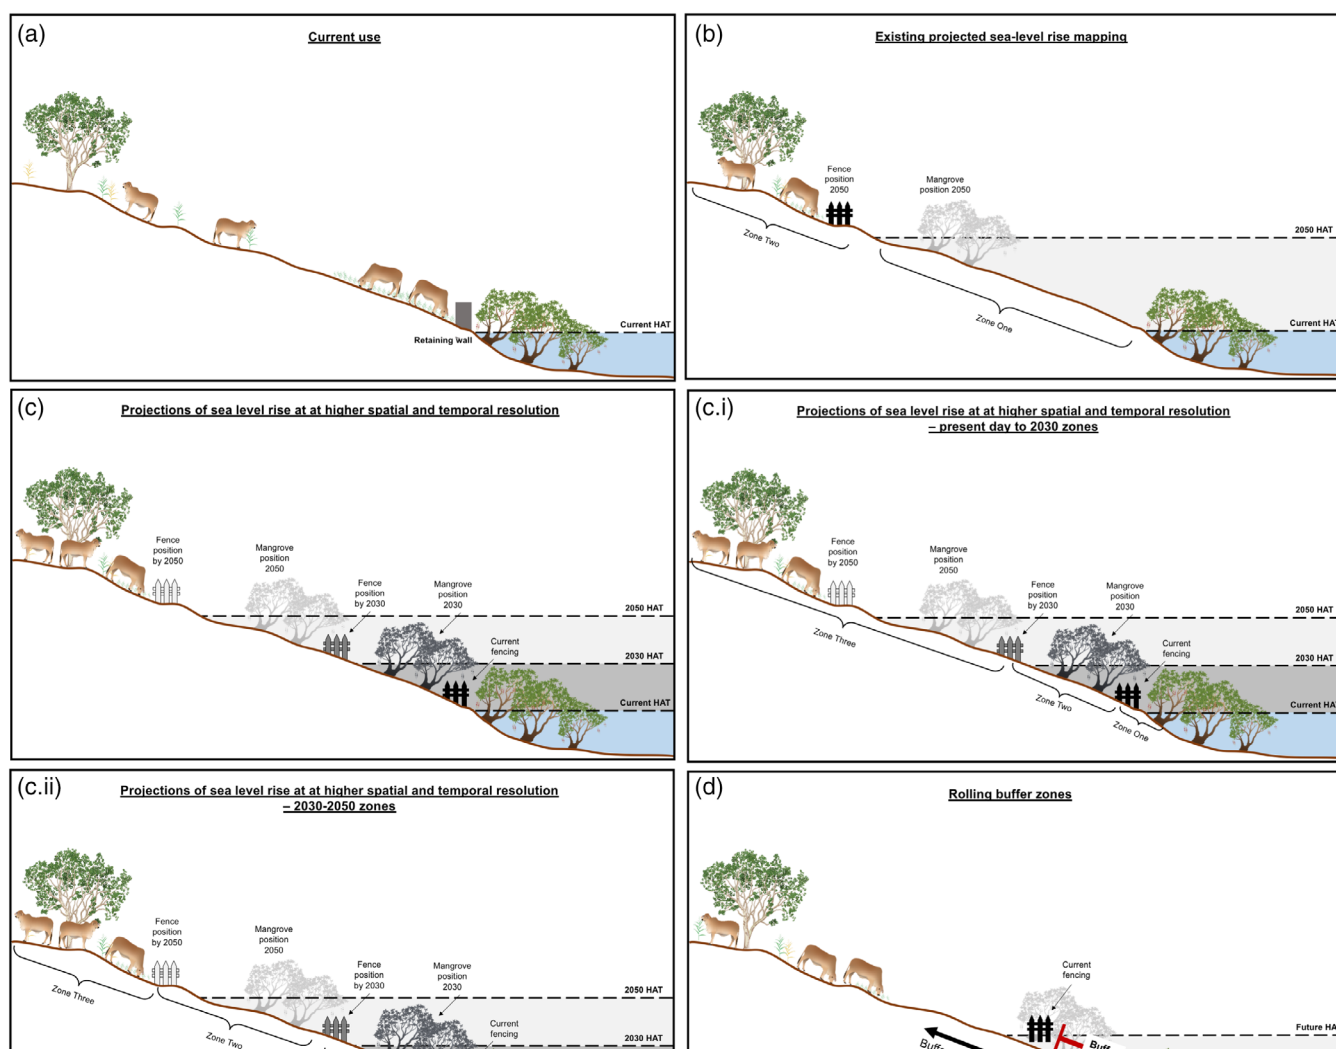 (a)
Current use
Current HAT
Retaining wall
(b)
Existing projected sea-level rise mapping
Fence
position
2050
Mangrove
position 2050
2050 HAT
Zone Two
Zone One
Current HAT
(c)
Projections of sea level rise at at higher spatial and temporal resolution
Fence
position
by 2050
Mangrove
position
2050
Fence
position
by 2030
Mangrove
position
2030
2050 HAT
Current
fencing
2030 HAT
Current HAT
(c.i)
Projections of sea level rise at at higher spatial and temporal resolution
– present day to 2030 zones
Fence
position
by 2050
Mangrove
position
2050
Fence
position
by 2030
Mangrove
position
2030
2050 HAT
Zone Three
Current
fencing
2030 HAT
Zone Two
Current HAT
Zone One
(c.ii)
Projections of sea level rise at at higher spatial and temporal resolution
– 2030-2050 zones
Fence
position
by 2050
Mangrove
position
2050
Fence
position
by 2030
Mangrove
position
2030
2050 HAT
Zone Three
Current
fencing
Zone Two
2030 HAT
(d)
Rolling buffer zones
Current
fencing
Future HA